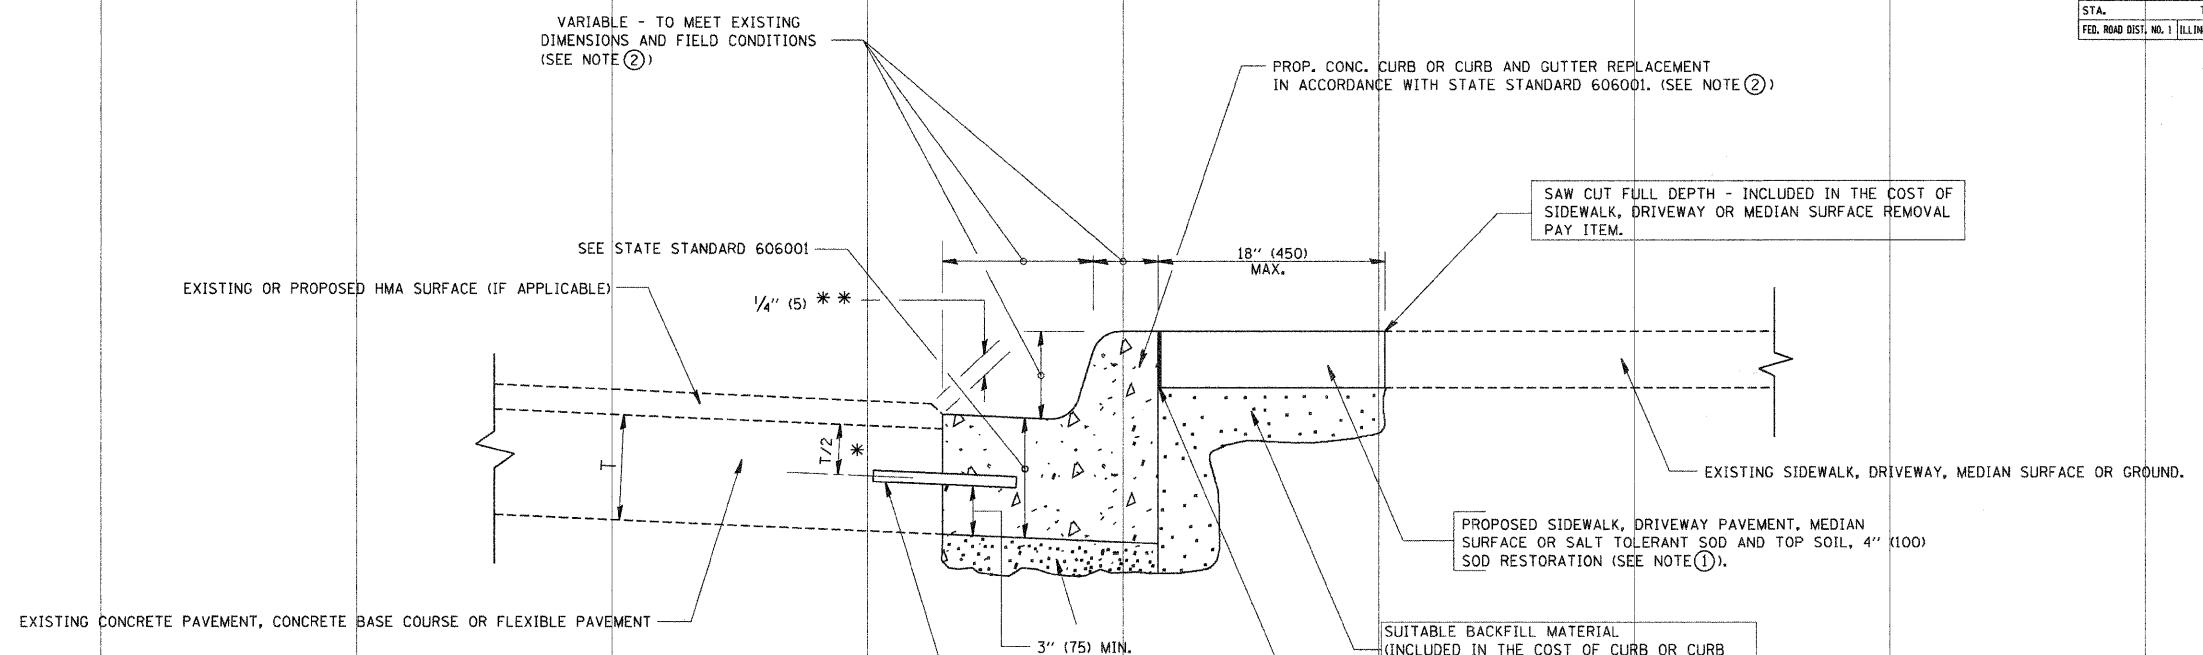 STA.
FED. ROAD DIST. NO. 1
VARIABLE - TO MEET EXISTING
DIMENSIONS AND FIELD CONDITIONS
(SEE NOTE ②)
PROP. CONC. CURB OR CURB AND GUTTER REPLACEMENT
IN ACCORDANCE WITH STATE STANDARD 606001. (SEE NOTE ②)
SAW CUT FULL DEPTH - INCLUDED IN THE COST OF
SIDEWALK, DRIVEWAY OR MEDIAN SURFACE REMOVAL
PAY ITEM.
SEE STATE STANDARD 606001
18" (450)
MAX.
EXISTING OR PROPOSED HMA SURFACE (IF APPLICABLE)
1/4" (5) * *
T
T/2 *
EXISTING SIDEWALK, DRIVEWAY, MEDIAN SURFACE OR GROUND.
PROPOSED SIDEWALK, DRIVEWAY PAVEMENT, MEDIAN
SURFACE OR SALT TOLERANT SOD AND TOP SOIL, 4" (100)
SOD RESTORATION (SEE NOTE ①).
EXISTING CONCRETE PAVEMENT, CONCRETE BASE COURSE OR FLEXIBLE PAVEMENT
3" (75) MIN.
SUITABLE BACKFILL MATERIAL
(INCLUDED IN THE COST OF CURB OR CURB